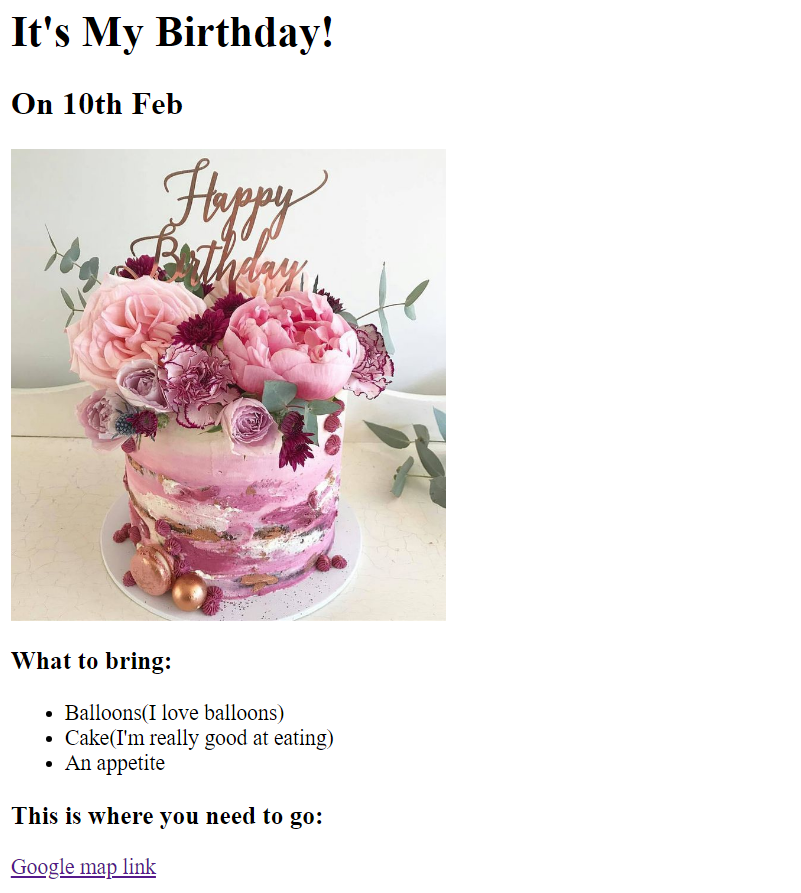 It's My Birthday!
On 10th Feb
Happy
Birthday
What to bring:
Balloons(I love balloons)
Cake(I'm really good at eating)
An appetite
This is where you need to go:
Google map link